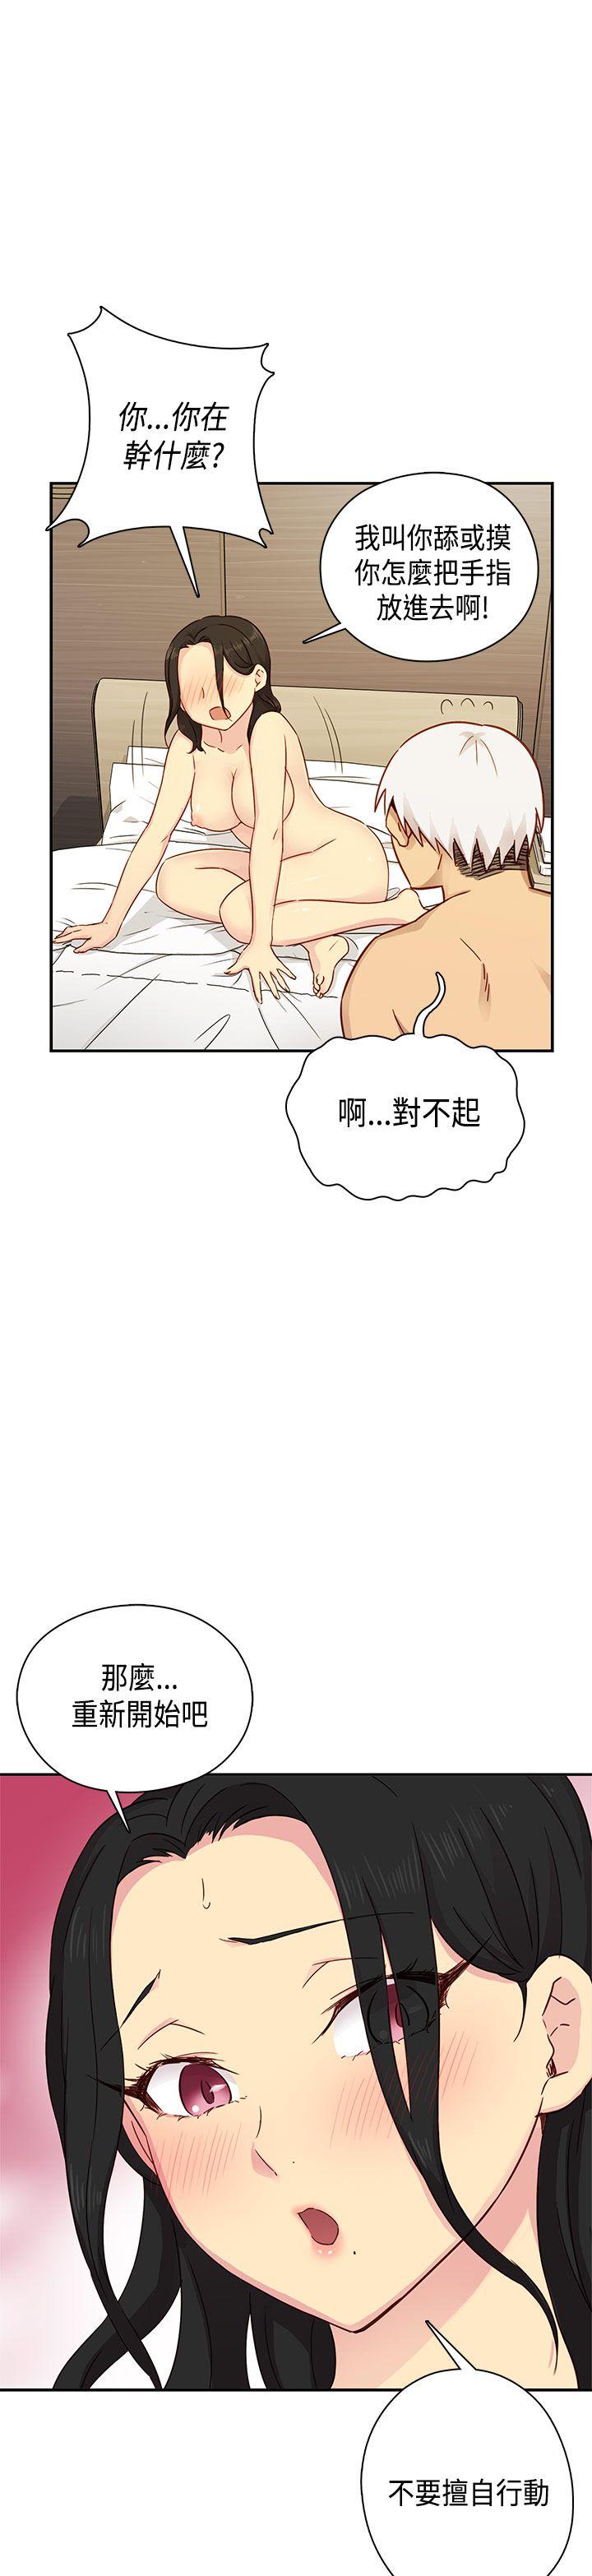 你...你在
幹什麼?
我叫你舔或摸
你怎麼把手指
放進去啊!
啊...對不起
那麼...
重新開始吧
不要擅自行動